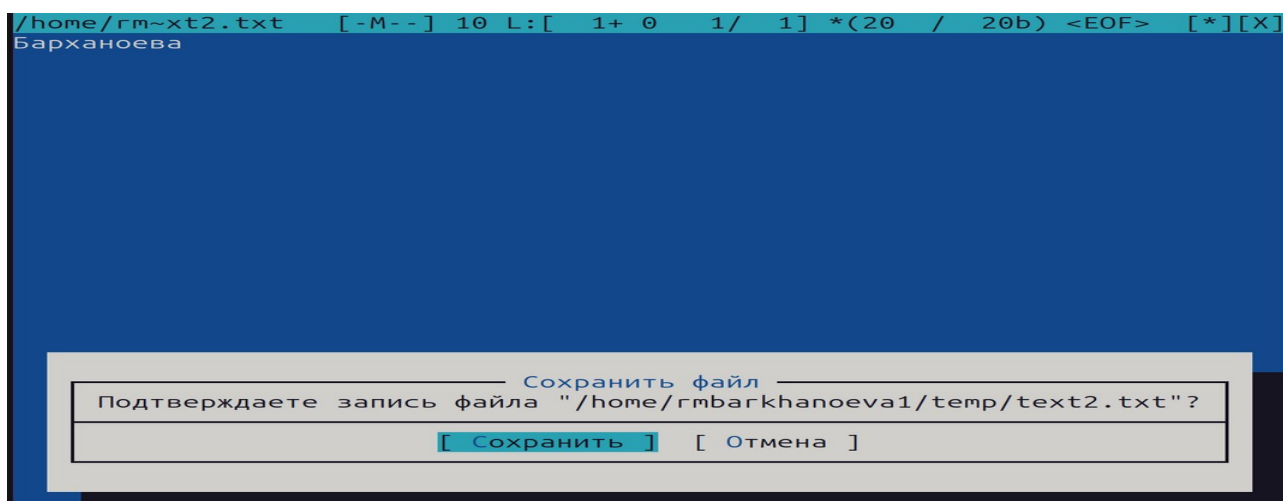 /home/rm~xt2.txt [-M--] 10 L:[ 1+ 0 1/ 1] *(20 / 20b) <EOF> [*][X]
Барханоева
Сохранить файл
Подтверждаете запись файла "/home/rmbarkhanoeva1/temp/text2.txt"?
[ Сохранить ] [ Отмена ]